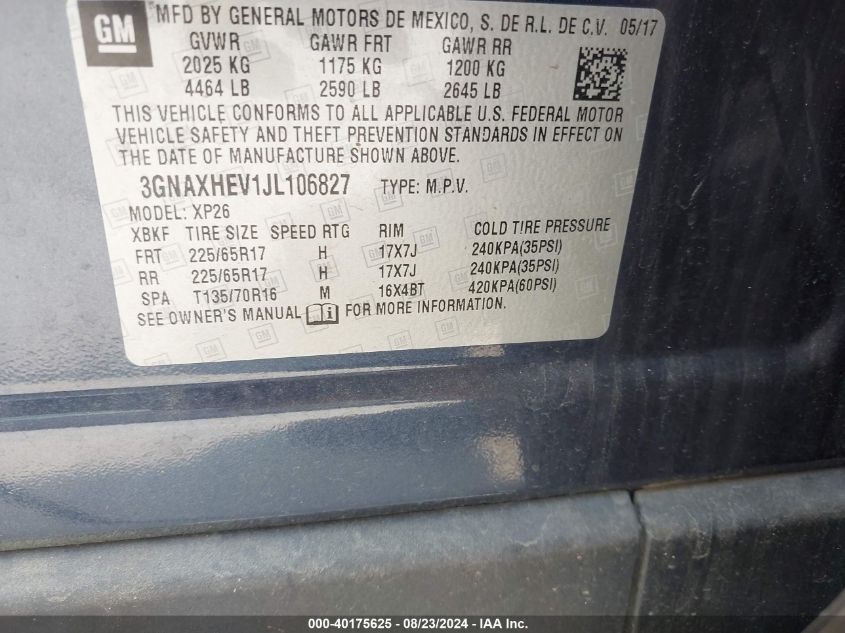 GM
MFD BY GENERAL MOTORS DE MEXICO, S. DE R.L. DE C.V. 05/17
GVWR GAWR FRT GAWR RR
2025 KG 1175 KG 1200 KG
4464 LB 2590 LB 2645 LB
THIS VEHICLE CONFORMS TO ALL APPLICABLE U.S. FEDERAL MOTOR
VEHICLE SAFETY AND THEFT PREVENTION STANDARDS IN EFFECT ON
THE DATE OF MANUFACTURE SHOWN ABOVE.
3GNAXHEV1JL106827 TYPE: M.P.V.
MODEL: XP26
XBKF TIRE SIZE SPEED RTG RIM COLD TIRE PRESSURE
FRT 225/65R17 H 17X7J 240KPA(35PSI)
RR 225/65R17 H 17X7J 240KPA(35PSI)
SPA T135/70R16 M 16X4BT 420KPA(60PSI)
SEE OWNER'S MANUAL FOR MORE INFORMATION.
000-40175625 - 08/23/2024 - IAA Inc.